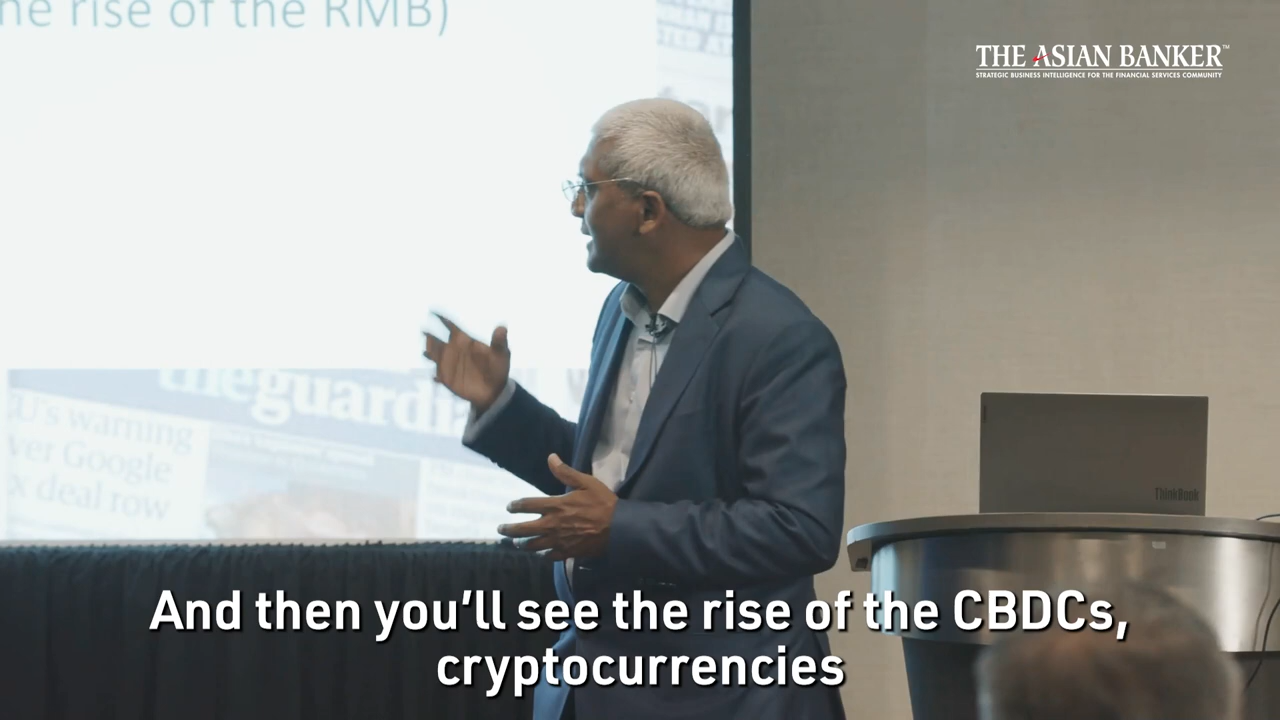 he rise of the RMB)
THE ASIAN BANKER™
STRATEGIC BUSINESS INTELLIGENCE FOR THE FINANCIAL SERVICES COMMUNITY
theguardia
U's warning
ver Google
x deal row
ThinkBook
And then you'll see the rise of the CBDCs,
cryptocurrencies